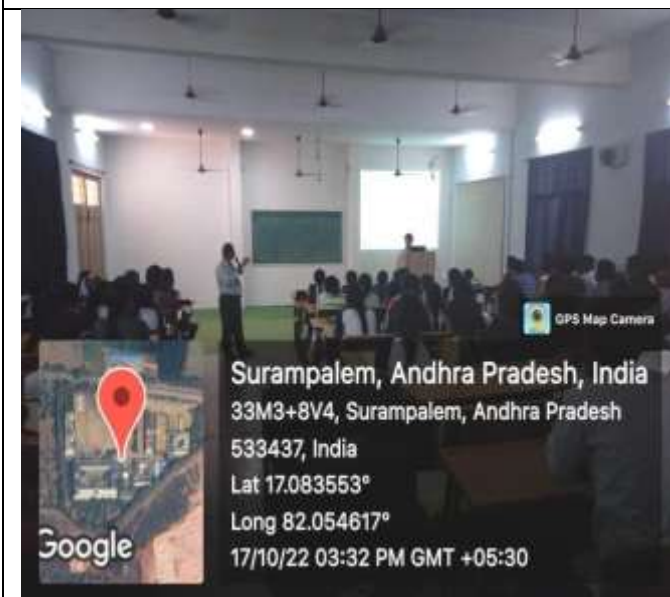 GPS Map Camera
Surampalem, Andhra Pradesh, India
33M3+8V4, Surampalem, Andhra Pradesh
533437, India
Lat 17.083553°
Long 82.054617°
17/10/22 03:32 PM GMT +05:30
Google